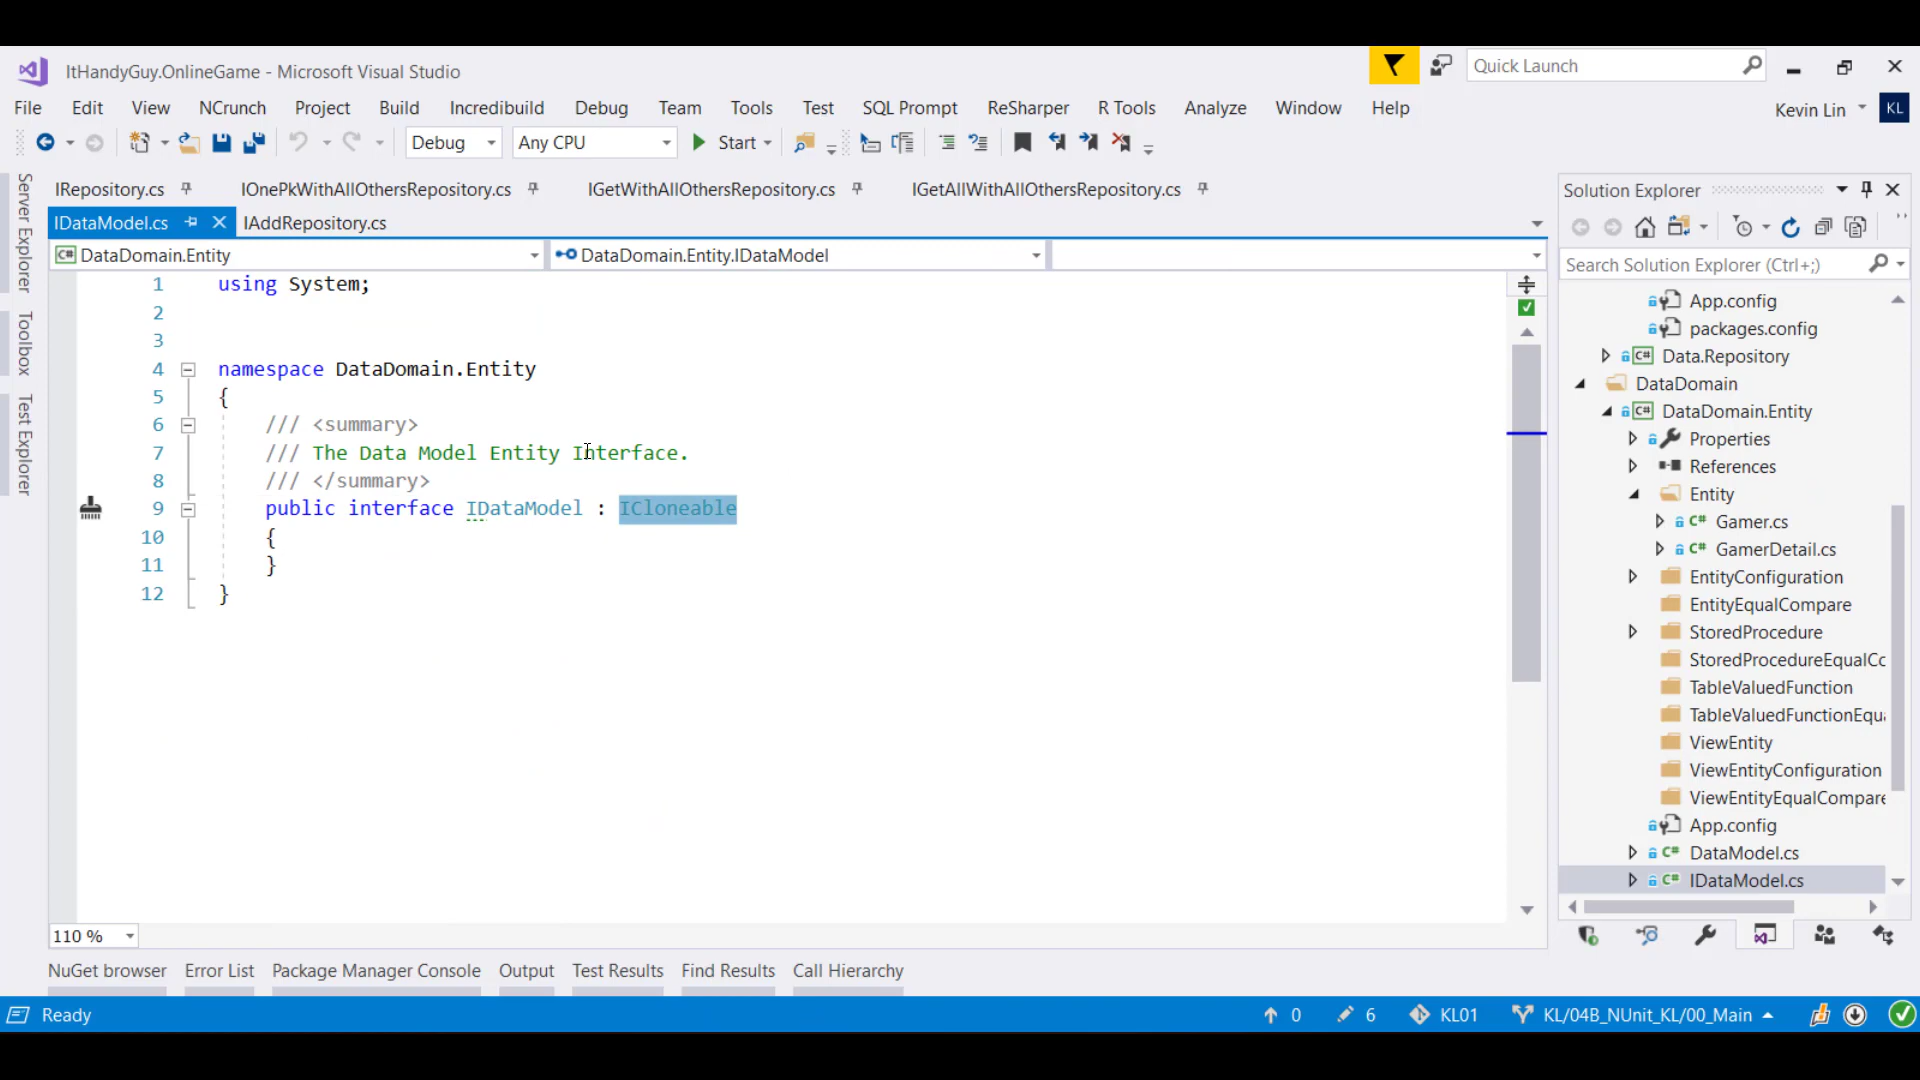 ItHandyGuy.OnlineGame - Microsoft Visual Studio
Quick Launch
File Edit View NCrunch Project Build Incredibuild Debug Team Tools Test SQL Prompt ReSharper R Tools Analyze Window Help
Kevin Lin KL
Debug Any CPU Start
IRepository.cs IOnePkWithAllOthersRepository.cs IGetWithAllOthersRepository.cs IGetAllWithAllOthersRepository.cs
IDataModel.cs IAddRepository.cs
DataDomain.Entity DataDomain.Entity.IDataModel
Server Explorer
Toolbox
Test Explorer
1 using System;
2
3
4 namespace DataDomain.Entity
5 {
6 /// <summary>
7 /// The Data Model Entity Interface.
8 /// </summary>
9 public interface IDataModel : ICloneable
10 {
11 }
12 }
110 %
Solution Explorer
Search Solution Explorer (Ctrl+;)
App.config
packages.config
C# Data.Repository
DataDomain
C# DataDomain.Entity
Properties
References
Entity
C# Gamer.cs
C# GamerDetail.cs
EntityConfiguration
EntityEqualCompare
StoredProcedure
StoredProcedureEqualCo
TableValuedFunction
TableValuedFunctionEqua
ViewEntity
ViewEntityConfiguration
ViewEntityEqualCompare
App.config
C# DataModel.cs
C# IDataModel.cs
NuGet browser Error List Package Manager Console Output Test Results Find Results Call Hierarchy
Ready 0 6 KL01 KL/04B_NUnit_KL/00_Main